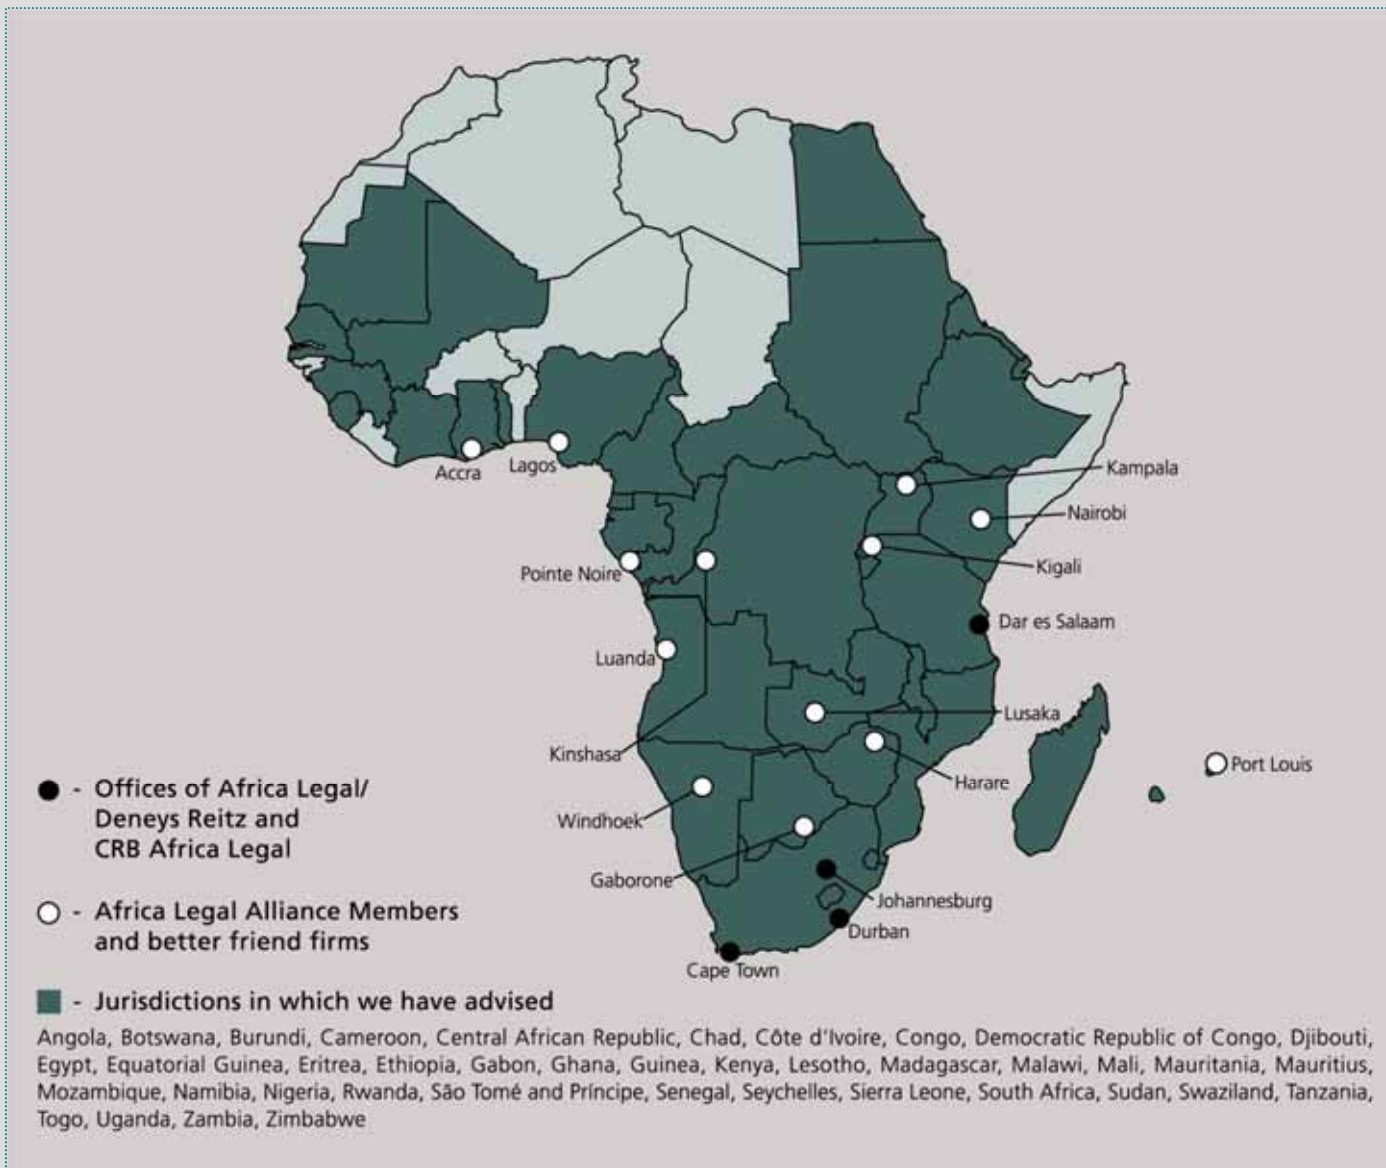 Accra
Lagos
Kampala
Nairobi
Pointe Noire
Kigali
Dar es Salaam
Luanda
Lusaka
Kinshasa
Harare
Port Louis
Windhoek
Gaborone
Johannesburg
Durban
Cape Town
- Offices of Africa Legal/
Deneys Reitz and
CRB Africa Legal
- Africa Legal Alliance Members
and better friend firms
- Jurisdictions in which we have advised
Angola, Botswana, Burundi, Cameroon, Central African Republic, Chad, Côte d'Ivoire, Congo, Democratic Republic of Congo, Djibouti,
Egypt, Equatorial Guinea, Eritrea, Ethiopia, Gabon, Ghana, Guinea, Kenya, Lesotho, Madagascar, Malawi, Mali, Mauritania, Mauritius,
Mozambique, Namibia, Nigeria, Rwanda, São Tomé and Príncipe, Senegal, Seychelles, Sierra Leone, South Africa, Sudan, Swaziland, Tanzania,
Togo, Uganda, Zambia, Zimbabwe